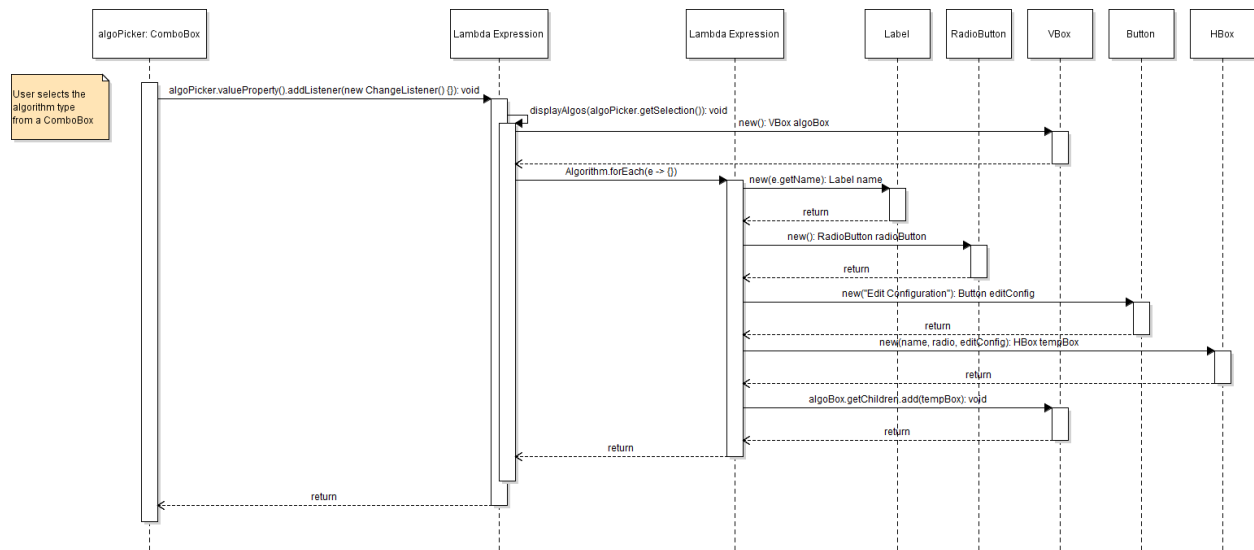 algoPicker: ComboBox
Lambda Expression
Lambda Expression
Label
RadioButton
VBox
Button
HBox
User selects the
algorithm type
from a ComboBox
algoPicker.valueProperty().addListener(new ChangeListener() {}): void
displayAlgos(algoPicker.getSelection()): void
new(): VBox algoBox
Algorithm.forEach(e -> {})
new(e.getName): Label name
return
new(): RadioButton radioButton
return
new("Edit Configuration"): Button editConfig
return
new(name, radio, editConfig): HBox tempBox
return
algoBox.getChildren.add(tempBox): void
return
return
return